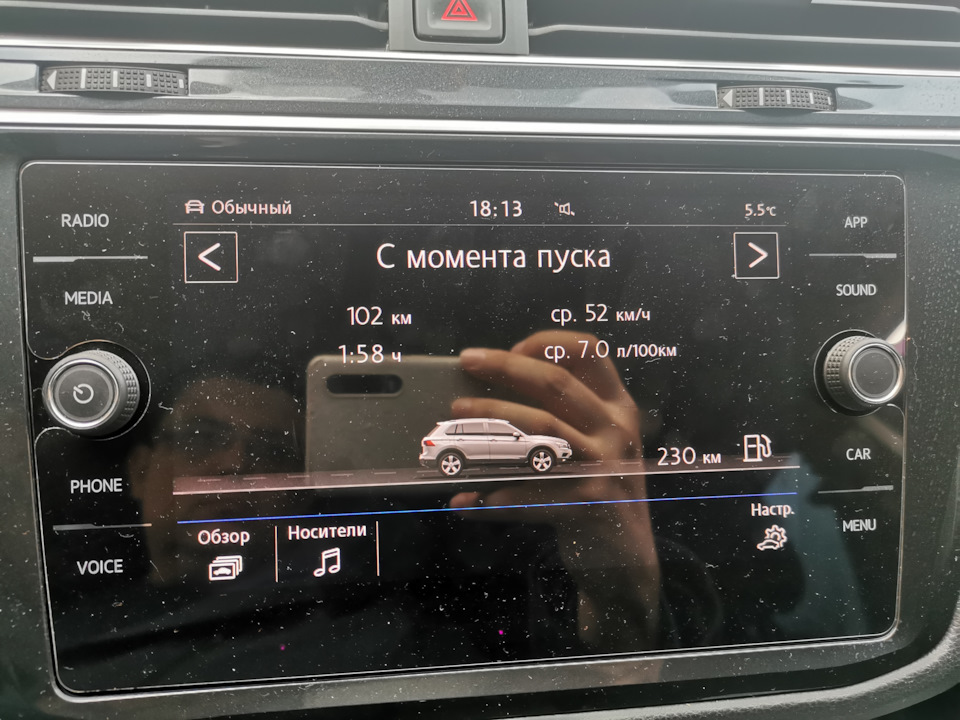 RADIO
MEDIA
PHONE
VOICE
Обычный 18:13 5.5°C
С момента пуска
102 км ср. 52 км/ч
1:58 ч ср. 7.0 л/100км
230 км
Обзор Носители Настр.
APP
SOUND
CAR
MENU